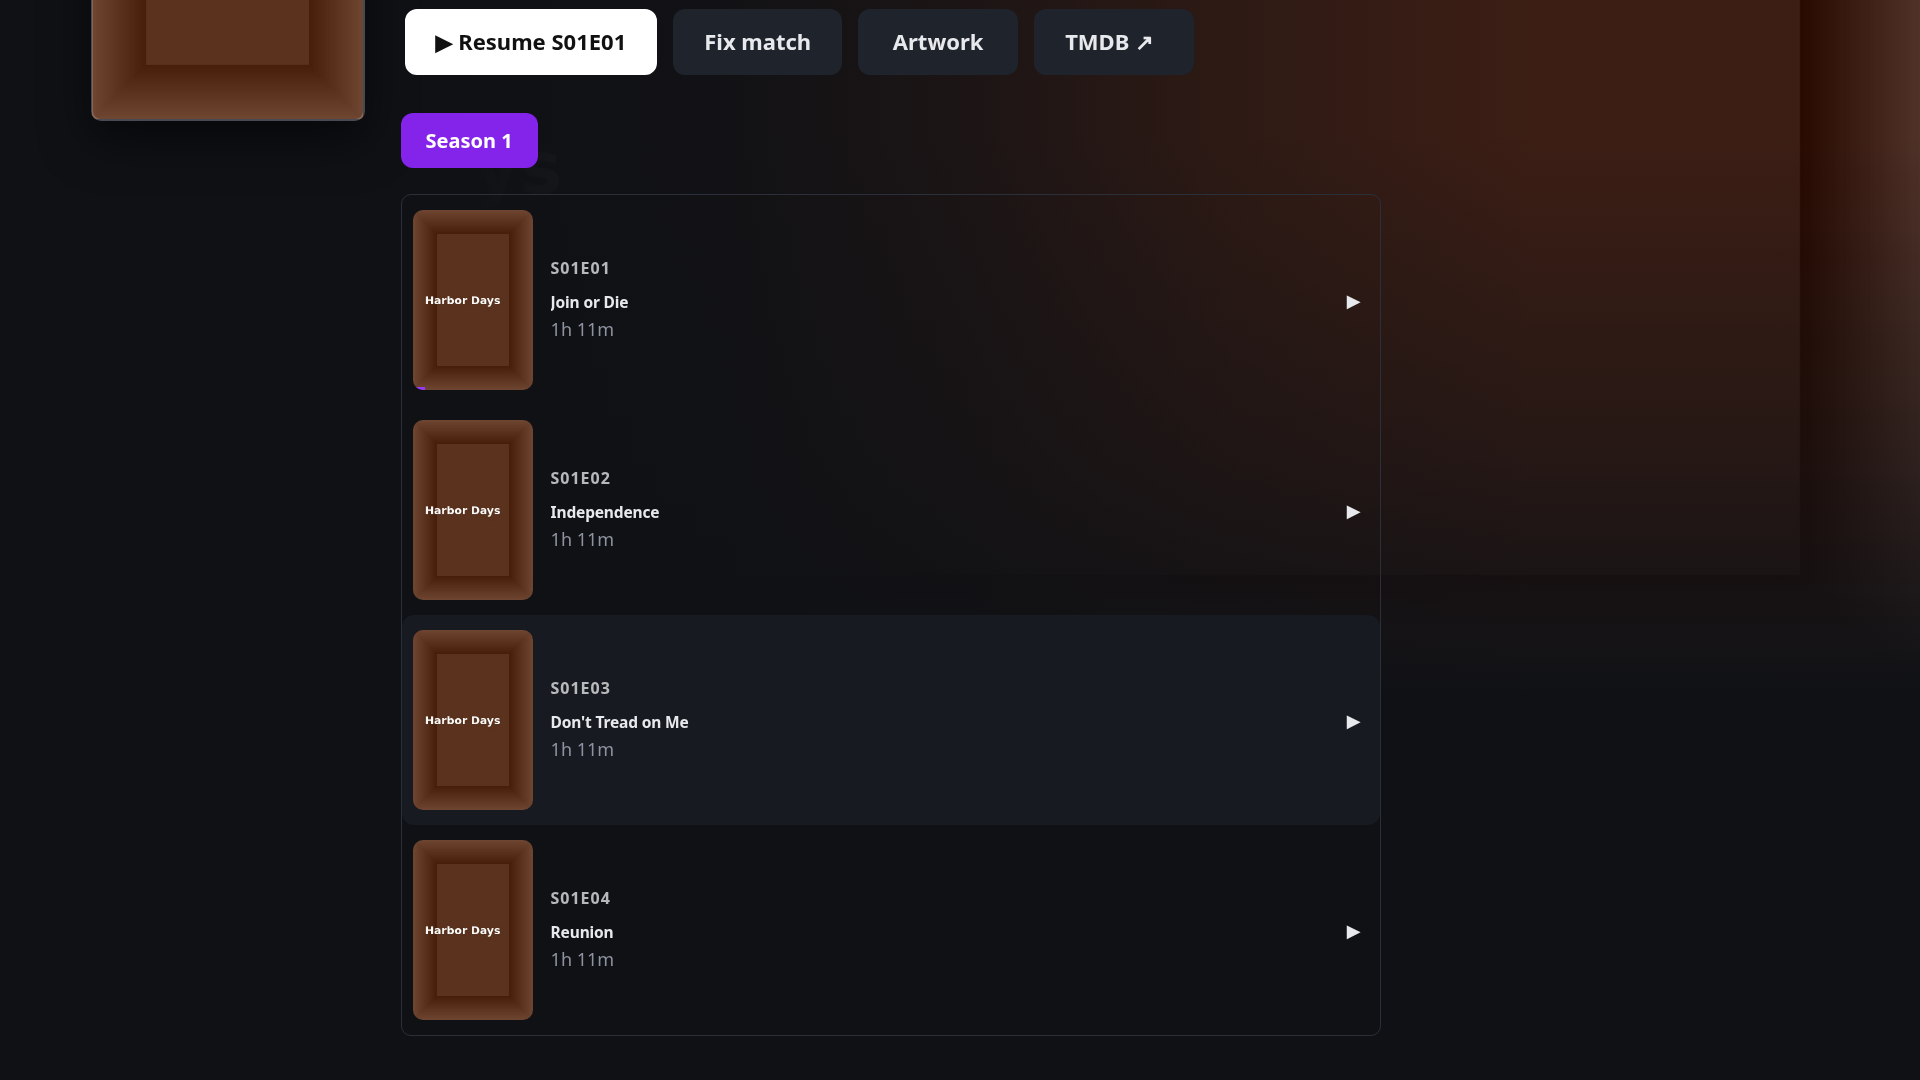 ▶ Resume S01E01
Fix match
Artwork
TMDB ↗
Season 1
Harbor Days
S01E01
Join or Die
1h 11m
▶
Harbor Days
S01E02
Independence
1h 11m
▶
Harbor Days
S01E03
Don't Tread on Me
1h 11m
▶
Harbor Days
S01E04
Reunion
1h 11m
▶